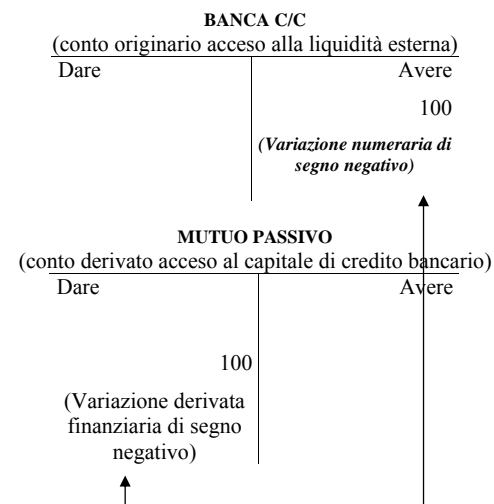 BANCA C/C
(conto originario acceso alla liquidità esterna)
Dare Avere
100
(Variazione numeraria di
segno negativo)
MUTUO PASSIVO
(conto derivato acceso al capitale di credito bancario)
Dare Avere
100
(Variazione derivata
finanziaria di segno
negativo)